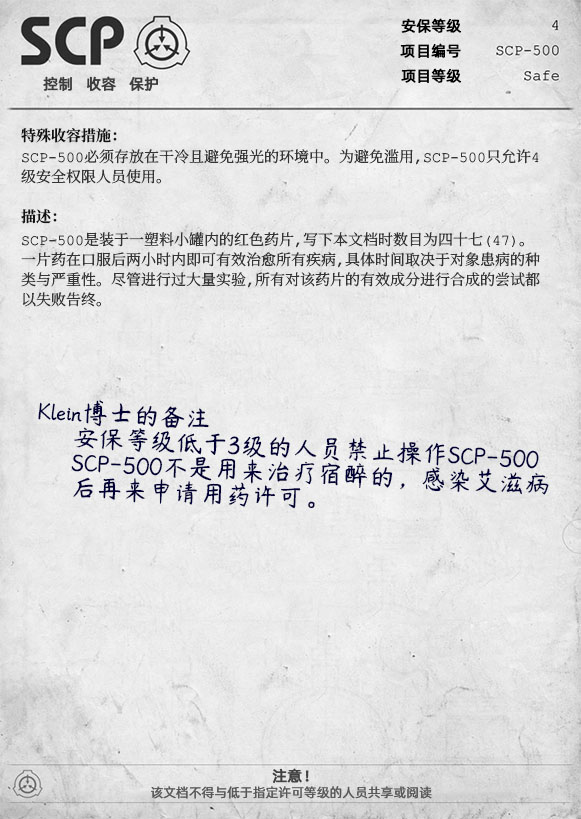 SCP
控制 收容 保护
安保等级 4
项目编号 SCP-500
项目等级 Safe
特殊收容措施:
SCP-500必须存放在干冷且避免强光的环境中。为避免滥用,SCP-500只允许4
级安全权限人员使用。
描述:
SCP-500是装于一塑料小罐内的红色药片,写下本文档时数目为四十七(47)。
一片药在口服后两小时内即可有效治愈所有疾病,具体时间取决于对象患病的种
类与严重性。尽管进行过大量实验,所有对该药片的有效成分进行合成的尝试都
以失败告终。
Klein博士的备注
安保等级低于3级的人员禁止操作SCP-500
SCP-500不是用来治疗宿醉的，感染艾滋病
后再来申请用药许可。
注意!
该文档不得与低于指定许可等级的人员共享或阅读